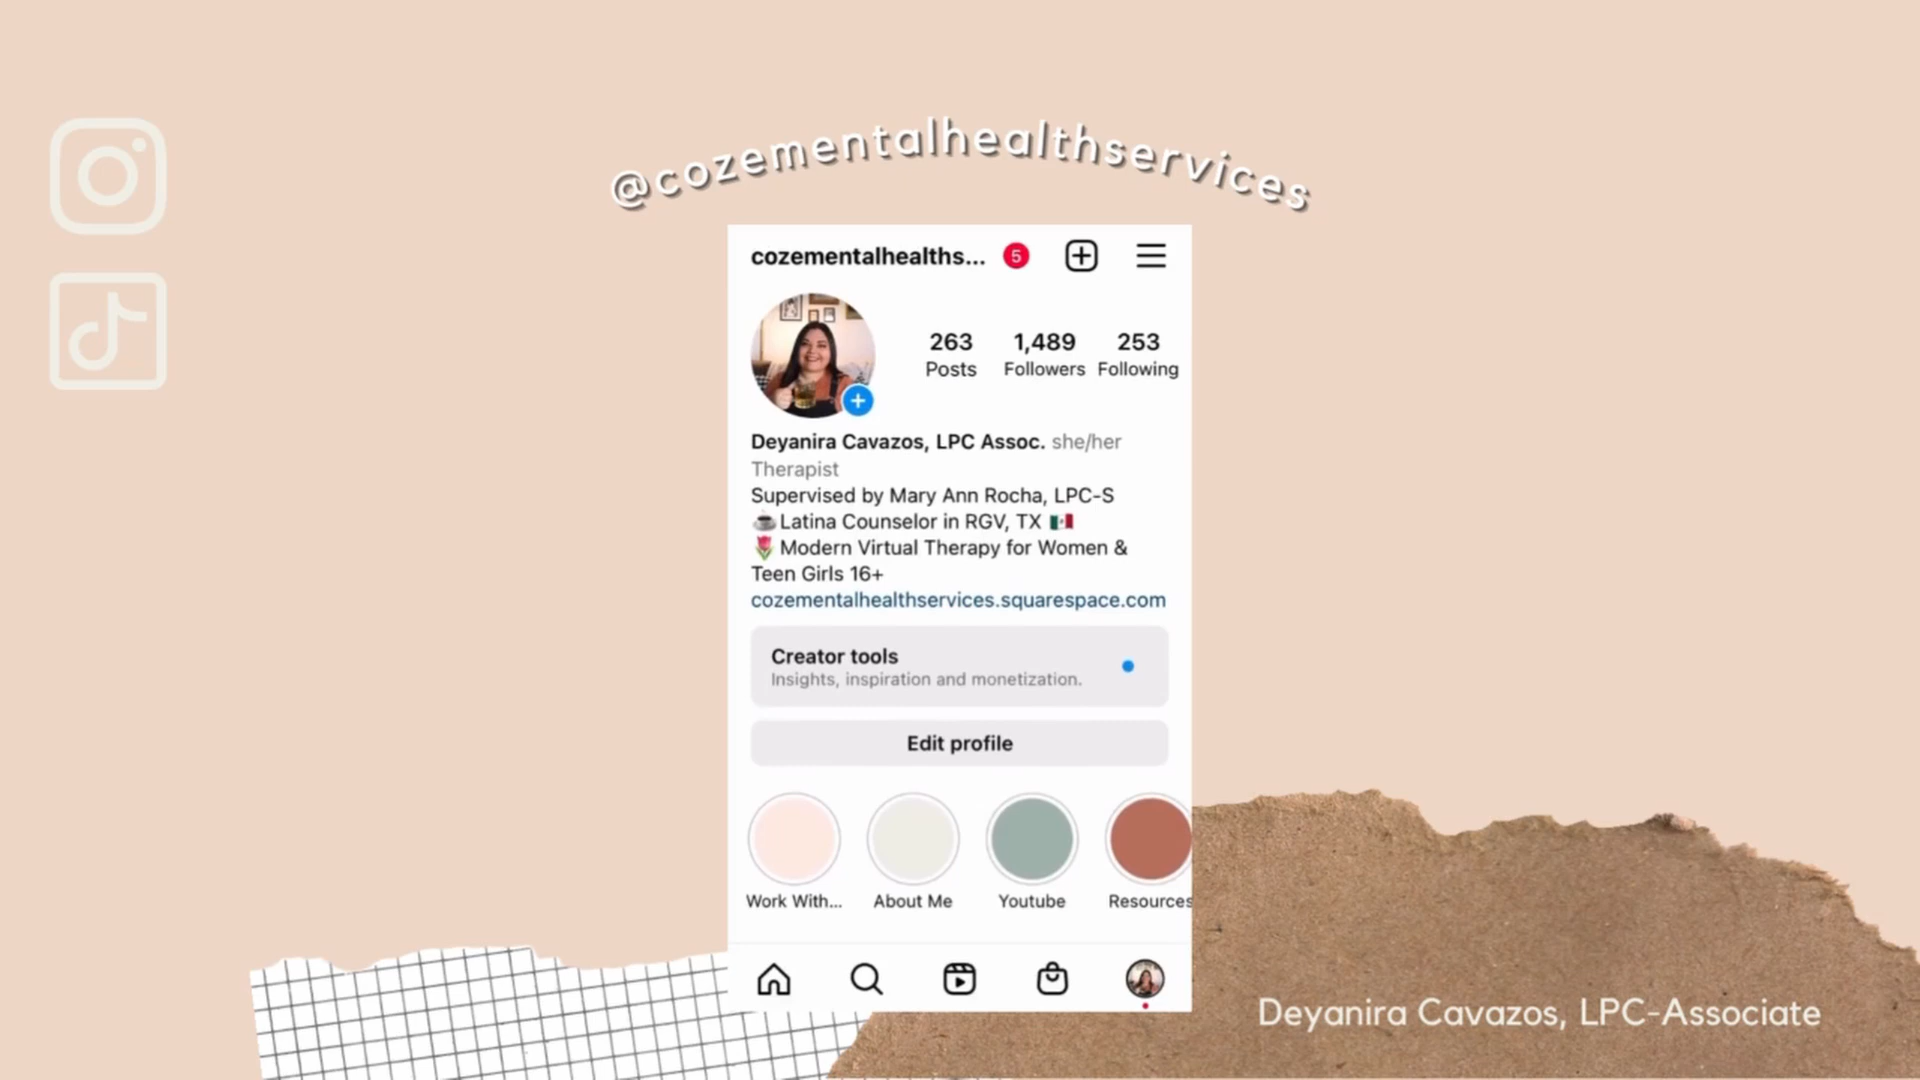 @cozementalhealthservices
cozementalhealths... 5
263 1,489 253
Posts Followers Following
Deyanira Cavazos, LPC Assoc. she/her
Therapist
Supervised by Mary Ann Rocha, LPC-S
☕Latina Counselor in RGV, TX 🇲🇽
🌷Modern Virtual Therapy for Women &
Teen Girls 16+
cozementalhealthservices.squarespace.com
Creator tools
Insights, inspiration and monetization.
Edit profile
Work With... About Me Youtube Resources
Deyanira Cavazos, LPC-Associate